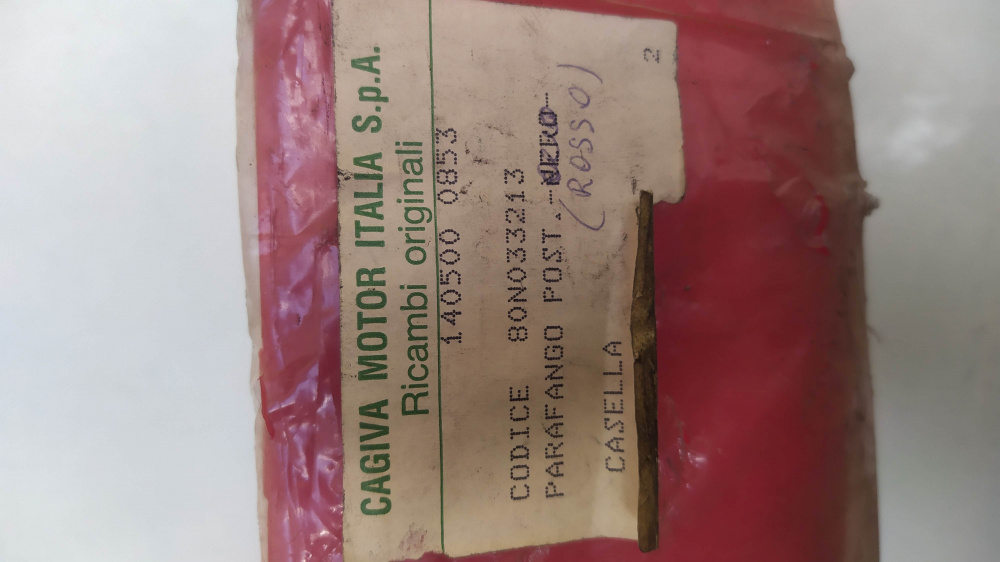 CAGIVA MOTOR ITALIA S.p.A.
Ricambi originali
140500 0853
CODICE 80N033213
PARAFANGO POST. NERO
(ROSSO)
CASELLA
2